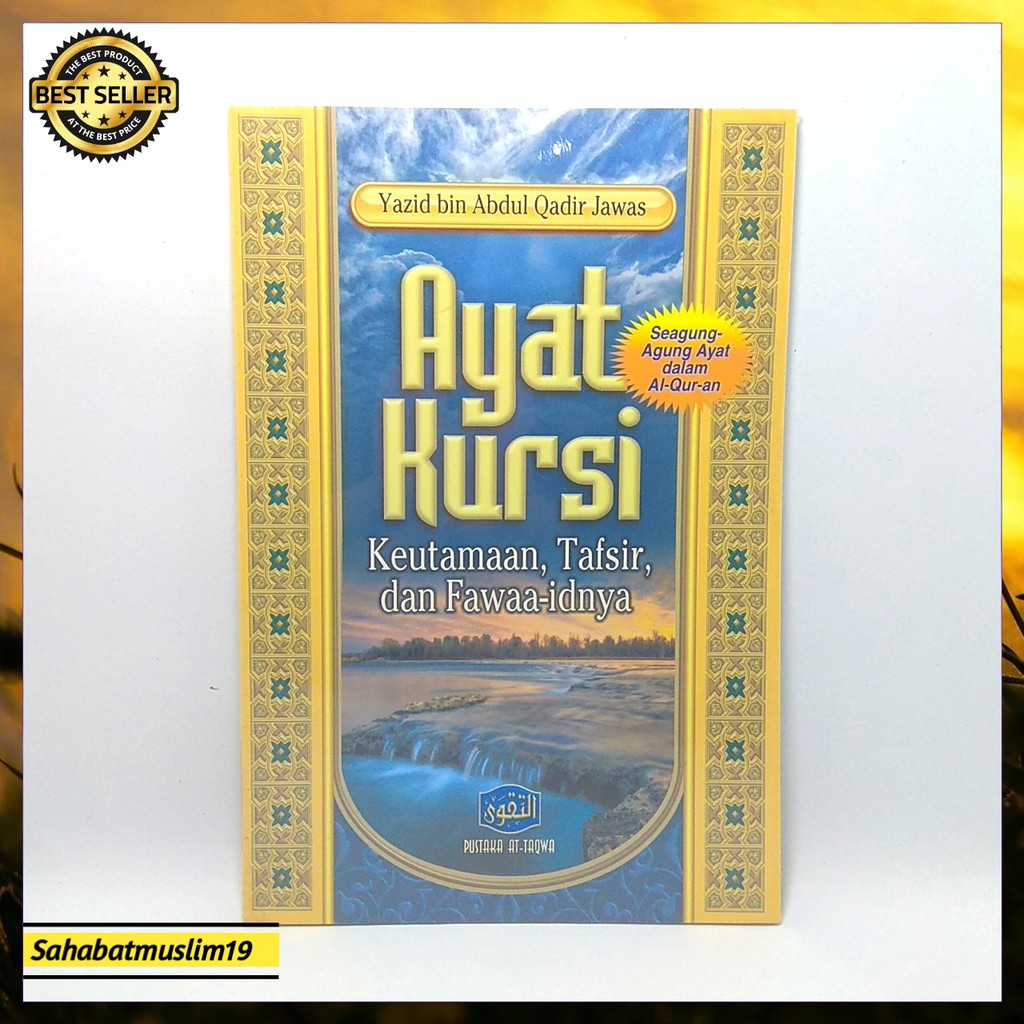 THE BEST PRODUCT
BEST SELLER
AT THE BEST PRICE
Yazid bin Abdul Qadir Jawas
Ayat
Kursi
Seagung-
Agung Ayat
dalam
Al-Qur-an
Keutamaan, Tafsir,
dan Fawaa-idnya
التقوى
PUSTAKA AT-TAQWA
Sahabatmuslim19